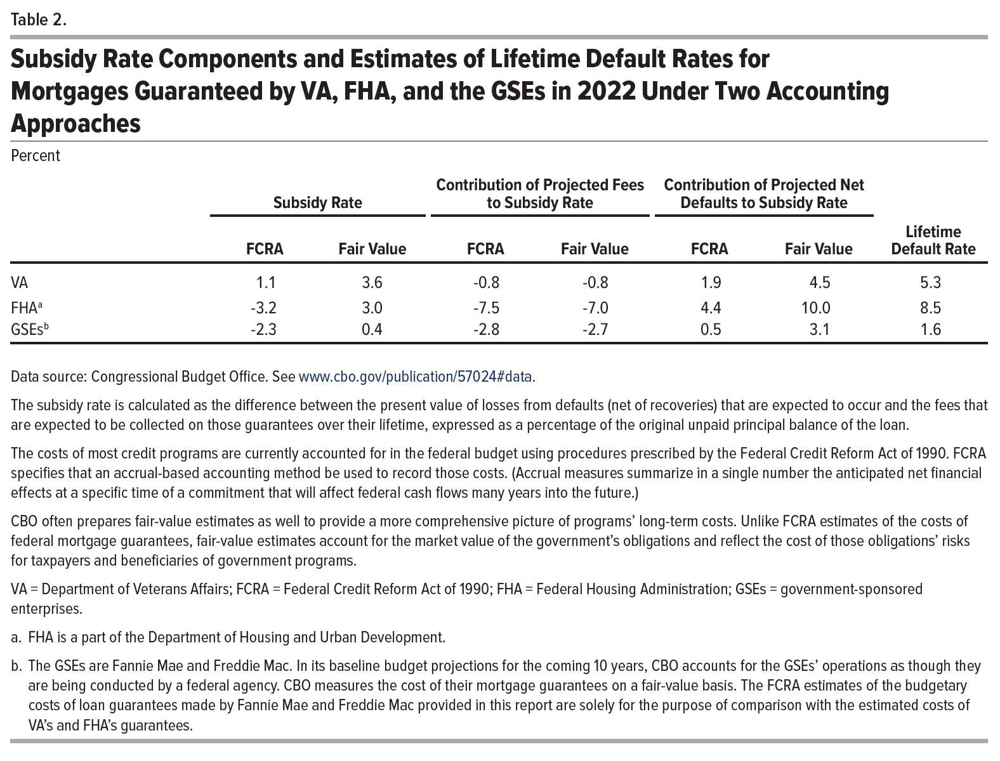 Table 2.
Subsidy Rate Components and Estimates of Lifetime Default Rates for
Mortgages Guaranteed by VA, FHA, and the GSEs in 2022 Under Two Accounting
Approaches
Percent
Subsidy Rate
Contribution of Projected Fees
to Subsidy Rate
Contribution of Projected Net
Defaults to Subsidy Rate
Lifetime
Default Rate
FCRA Fair Value FCRA Fair Value FCRA Fair Value
VA 1.1 3.6 -0.8 -0.8 1.9 4.5 5.3
FHAa -3.2 3.0 -7.5 -7.0 4.4 10.0 8.5
GSEsb -2.3 0.4 -2.8 -2.7 0.5 3.1 1.6
Data source: Congressional Budget Office. See www.cbo.gov/publication/57024#data.
The subsidy rate is calculated as the difference between the present value of losses from defaults (net of recoveries) that are expected to occur and the fees that
are expected to be collected on those guarantees over their lifetime, expressed as a percentage of the original unpaid principal balance of the loan.
The costs of most credit programs are currently accounted for in the federal budget using procedures prescribed by the Federal Credit Reform Act of 1990. FCRA
specifies that an accrual-based accounting method be used to record those costs. (Accrual measures summarize in a single number the anticipated net financial
effects at a specific time of a commitment that will affect federal cash flows many years into the future.)
CBO often prepares fair-value estimates as well to provide a more comprehensive picture of programs’ long-term costs. Unlike FCRA estimates of the costs of
federal mortgage guarantees, fair-value estimates account for the market value of the government’s obligations and reflect the cost of those obligations’ risks
for taxpayers and beneficiaries of government programs.
VA = Department of Veterans Affairs; FCRA = Federal Credit Reform Act of 1990; FHA = Federal Housing Administration; GSEs = government-sponsored
enterprises.
a. FHA is a part of the Department of Housing and Urban Development.
b. The GSEs are Fannie Mae and Freddie Mac. In its baseline budget projections for the coming 10 years, CBO accounts for the GSEs’ operations as though they
are being conducted by a federal agency. CBO measures the cost of their mortgage guarantees on a fair-value basis. The FCRA estimates of the budgetary
costs of loan guarantees made by Fannie Mae and Freddie Mac provided in this report are solely for the purpose of comparison with the estimated costs of
VA’s and FHA’s guarantees.